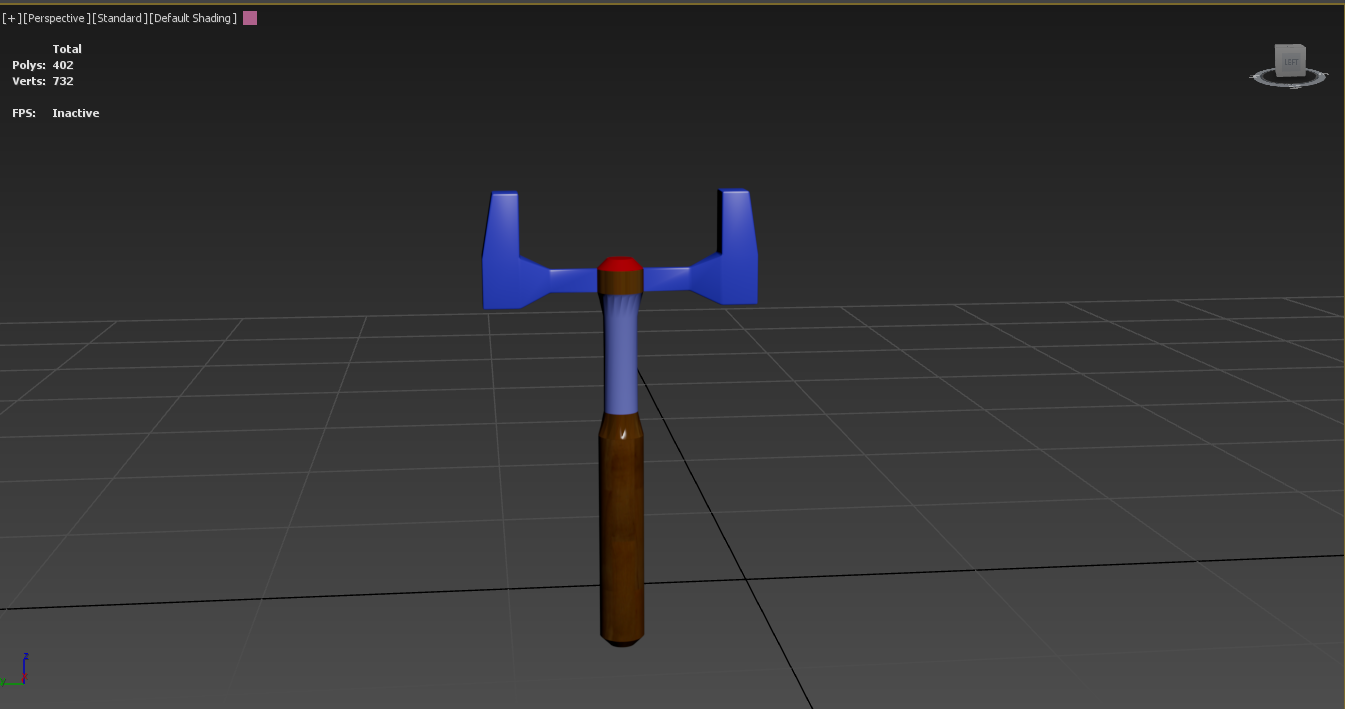 [+][Perspective][Standard][Default Shading]
Total
Polys: 402
Verts: 732
FPS: Inactive
LEFT
z
y